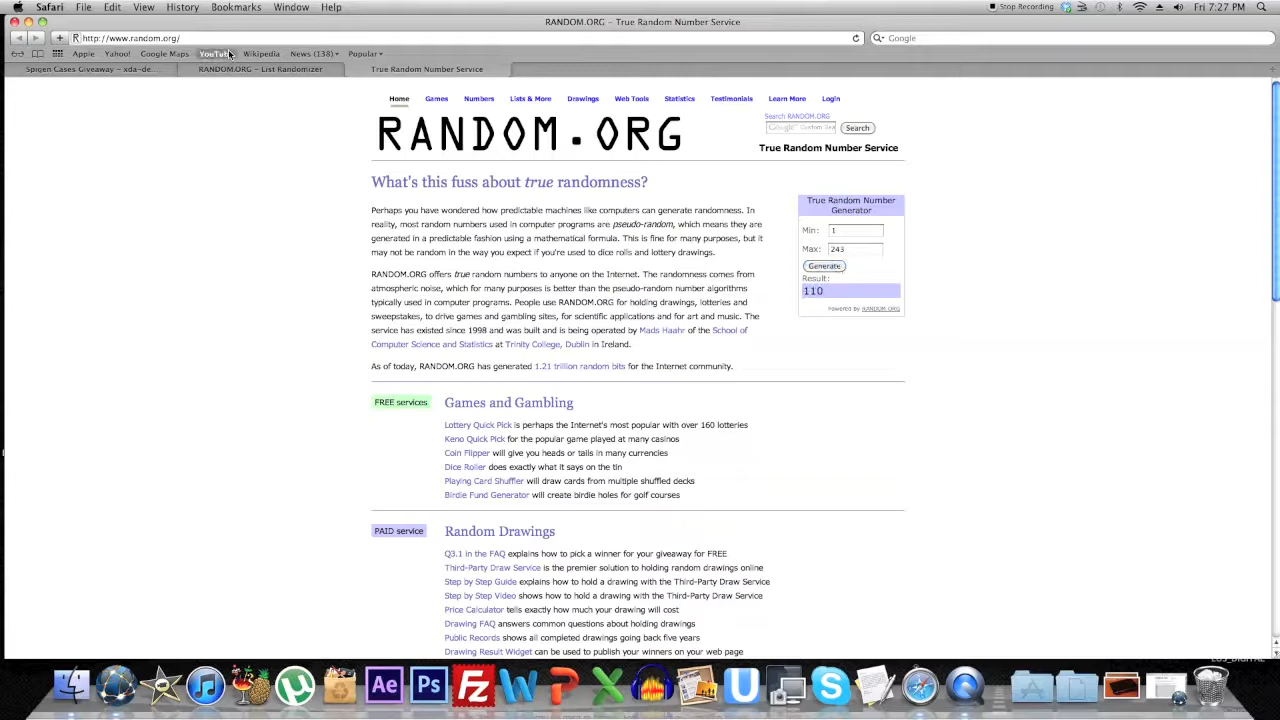 Safari File Edit View History Bookmarks Window Help Stop Recording Fri 7:27 PM
RANDOM.ORG – True Random Number Service
http://www.random.org/ Google
Apple Yahoo! Google Maps YouTube Wikipedia News (138) Popular
Spigen Cases Giveaway – xda-de... RANDOM.ORG – List Randomizer True Random Number Service
Home Games Numbers Lists & More Drawings Web Tools Statistics Testimonials Learn More Login
Search RANDOM.ORG
Google™ Custom Sea Search
RANDOM.ORG
True Random Number Service
What's this fuss about true randomness?
Perhaps you have wondered how predictable machines like computers can generate randomness. In
reality, most random numbers used in computer programs are pseudo-random, which means they are
generated in a predictable fashion using a mathematical formula. This is fine for many purposes, but it
may not be random in the way you expect if you're used to dice rolls and lottery drawings.
RANDOM.ORG offers true random numbers to anyone on the Internet. The randomness comes from
atmospheric noise, which for many purposes is better than the pseudo-random number algorithms
typically used in computer programs. People use RANDOM.ORG for holding drawings, lotteries and
sweepstakes, to drive games and gambling sites, for scientific applications and for art and music. The
service has existed since 1998 and was built and is being operated by Mads Haahr of the School of
Computer Science and Statistics at Trinity College, Dublin in Ireland.
As of today, RANDOM.ORG has generated 1.21 trillion random bits for the Internet community.
True Random Number
Generator
Min: 1
Max: 243
Generate
Result:
110
Powered by RANDOM.ORG
FREE services Games and Gambling
Lottery Quick Pick is perhaps the Internet's most popular with over 160 lotteries
Keno Quick Pick for the popular game played at many casinos
Coin Flipper will give you heads or tails in many currencies
Dice Roller does exactly what it says on the tin
Playing Card Shuffler will draw cards from multiple shuffled decks
Birdie Fund Generator will create birdie holes for golf courses
PAID service Random Drawings
Q3.1 in the FAQ explains how to pick a winner for your giveaway for FREE
Third-Party Draw Service is the premier solution to holding random drawings online
Step by Step Guide explains how to hold a drawing with the Third-Party Draw Service
Step by Step Video shows how to hold a drawing with the Third-Party Draw Service
Price Calculator tells exactly how much your drawing will cost
Drawing FAQ answers common questions about holding drawings
Public Records shows all completed drawings going back five years
Drawing Result Widget can be used to publish your winners on your web page
Ae Ps Fz W P X U S